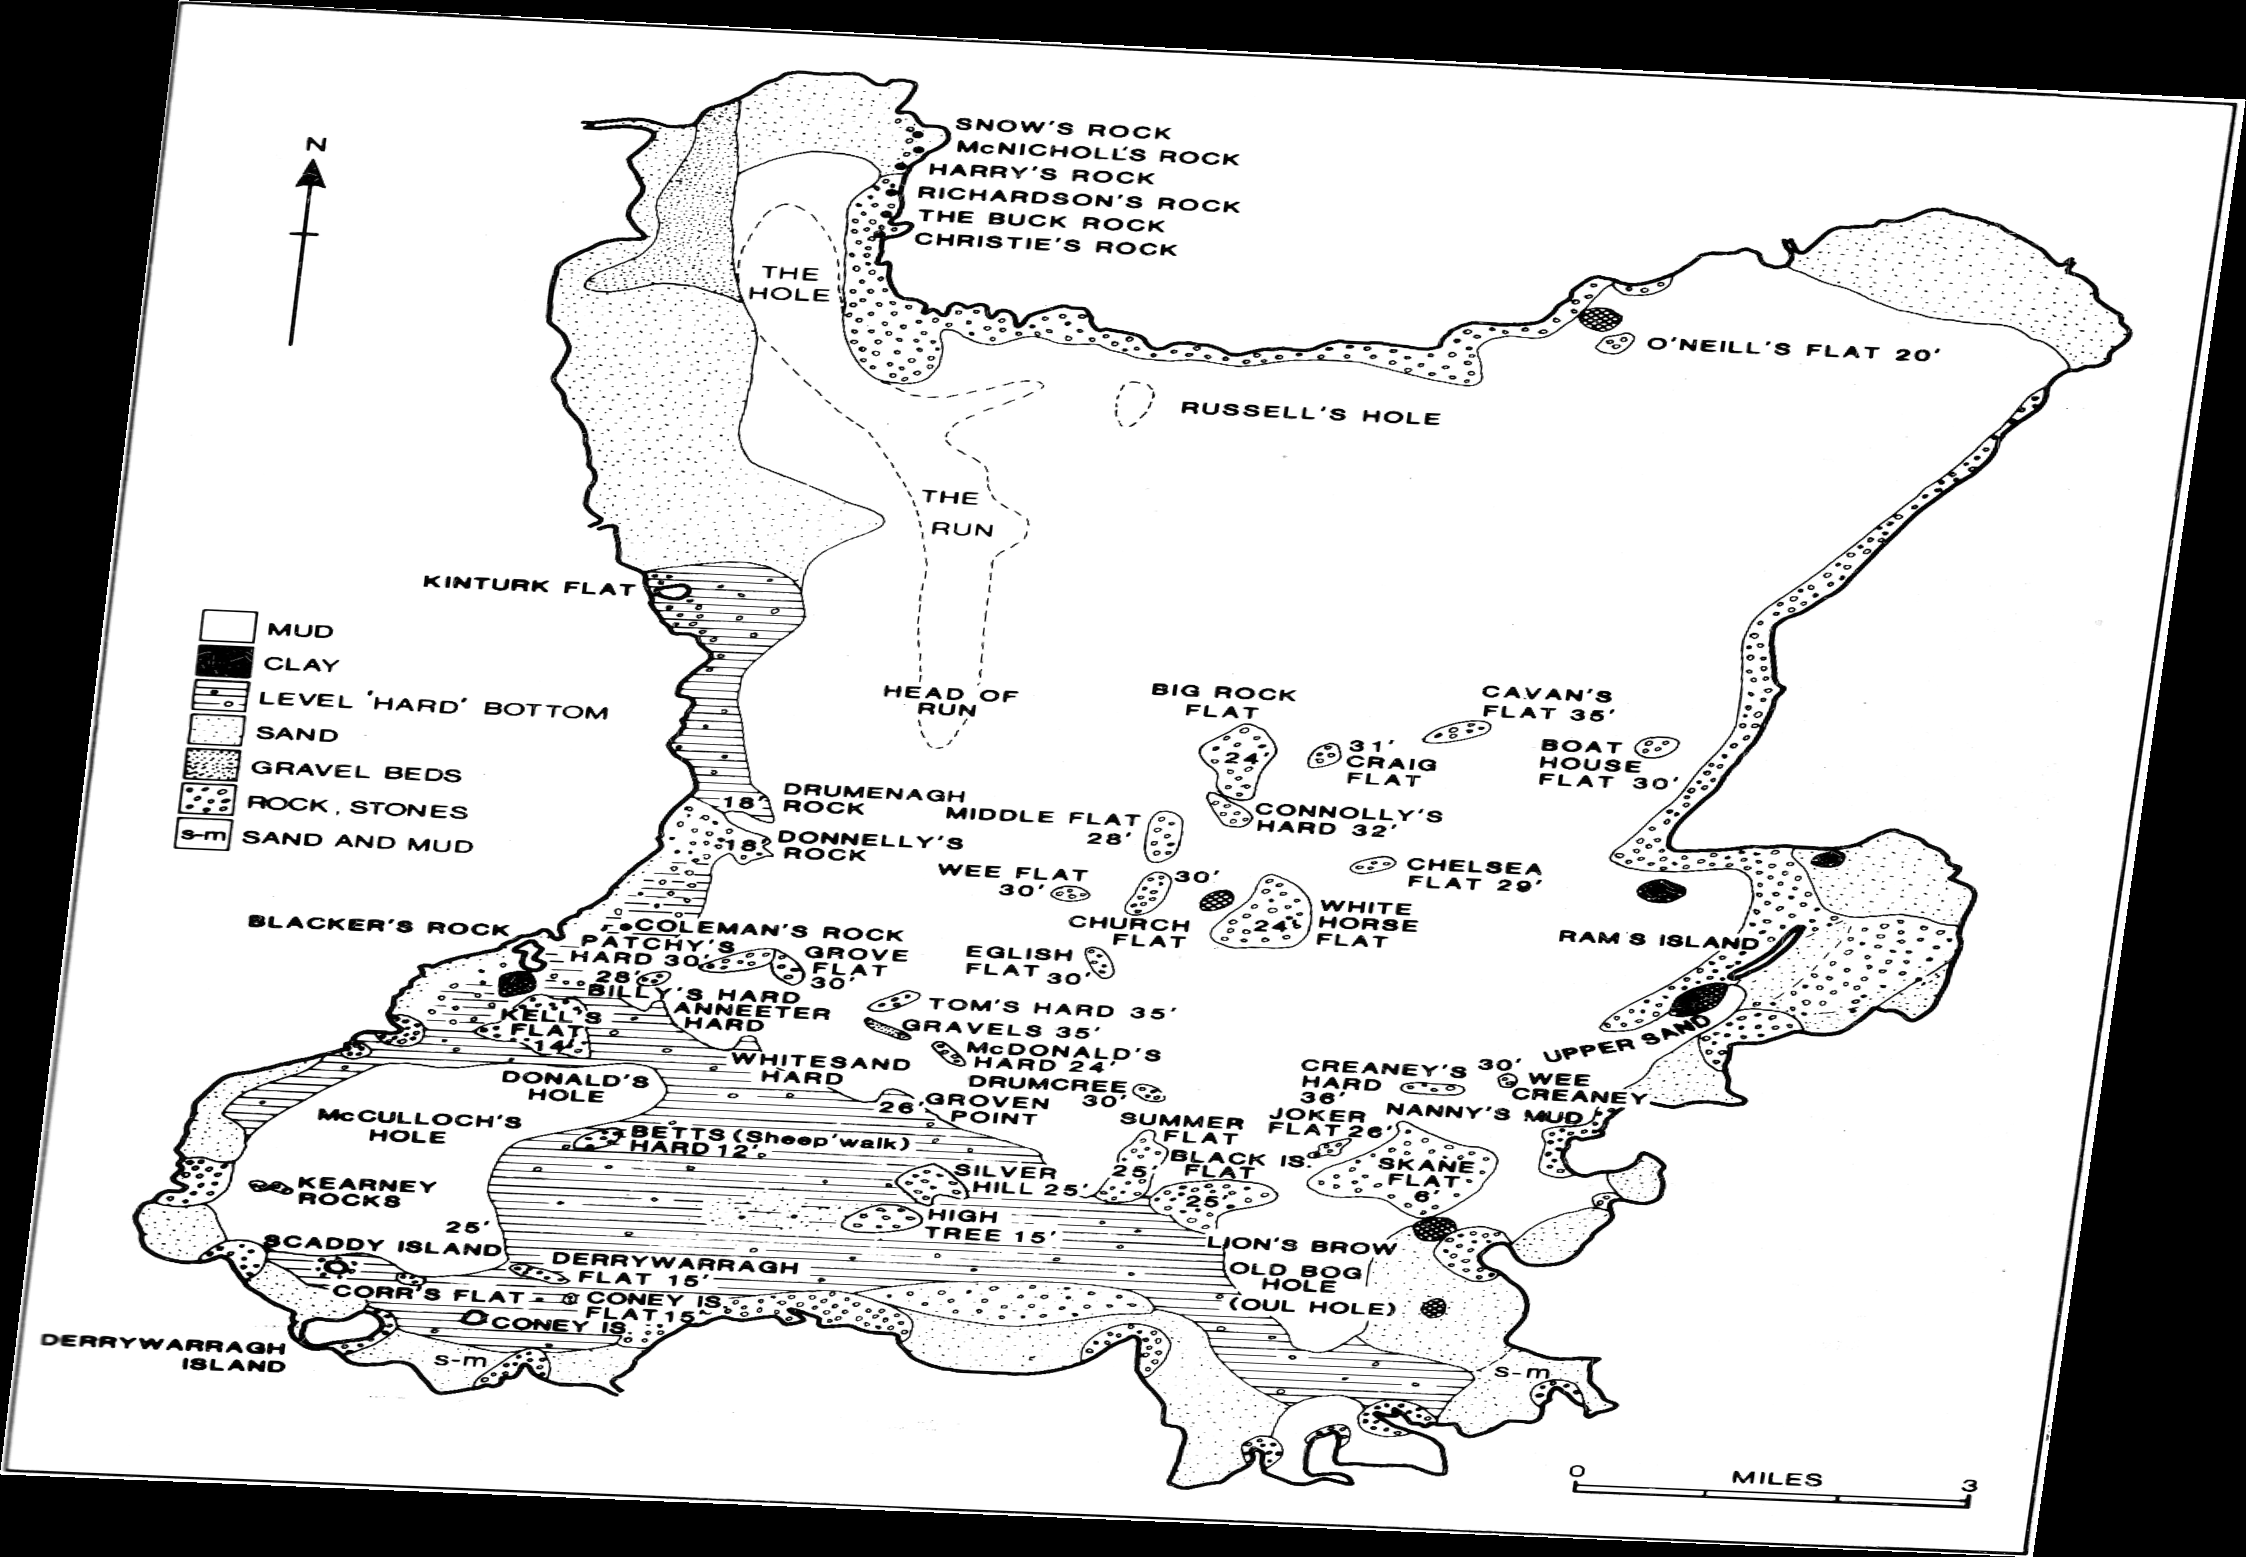 N
SNOW'S ROCK
McNICHOLL'S ROCK
HARRY'S ROCK
RICHARDSON'S ROCK
THE BUCK ROCK
CHRISTIE'S ROCK
THE
HOLE
O'NEILL'S FLAT 20'
RUSSELL'S HOLE
THE
RUN
KINTURK FLAT
MUD
CLAY
LEVEL 'HARD' BOTTOM
SAND
GRAVEL BEDS
ROCK, STONES
s-m SAND AND MUD
HEAD OF
RUN
BIG ROCK
FLAT
24'
CAVAN'S
FLAT 35'
31'
CRAIG
FLAT
BOAT
HOUSE
FLAT 30'
18'
DRUMENAGH
ROCK
MIDDLE FLAT
28'
CONNOLLY'S
HARD 32'
18'
DONNELLY'S
ROCK
WEE FLAT
30'
30'
CHURCH
FLAT
CHELSEA
FLAT 29'
24'
WHITE
HORSE
FLAT
BLACKER'S ROCK
COLEMAN'S ROCK
PATCHY'S
HARD 30'
GROVE
FLAT
30'
EGLISH
FLAT 30'
RAM'S ISLAND
28'
BILLY'S HARD
ANNEETER
HARD
TOM'S HARD 35'
GRAVELS 35'
KELL'S
FLAT
14'
UPPER SAND
McDONALD'S
HARD 24'
WHITESAND
HARD
DONALD'S
HOLE
DRUMCREE
30'
CREANEY'S
HARD
36'
30'
WEE
CREANEY
26'
GROVEN
POINT
McCULLOCH'S
HOLE
SUMMER
FLAT
25'
JOKER
FLAT 26'
NANNY'S MUD
BETTS (Sheep'walk)
HARD 12'
BLACK IS.
FLAT
25'
SKANE
FLAT
6'
SILVER
HILL 25'
KEARNEY
ROCKS
25'
HIGH
TREE 15'
SCADDY ISLAND
LION'S BROW
DERRYWARRAGH
FLAT 15'
OLD BOG
HOLE
(OUL HOLE)
CORR'S FLAT
CONEY IS.
FLAT 15'
CONEY IS.
DERRYWARRAGH
ISLAND
s-m
s-m
0 MILES 3